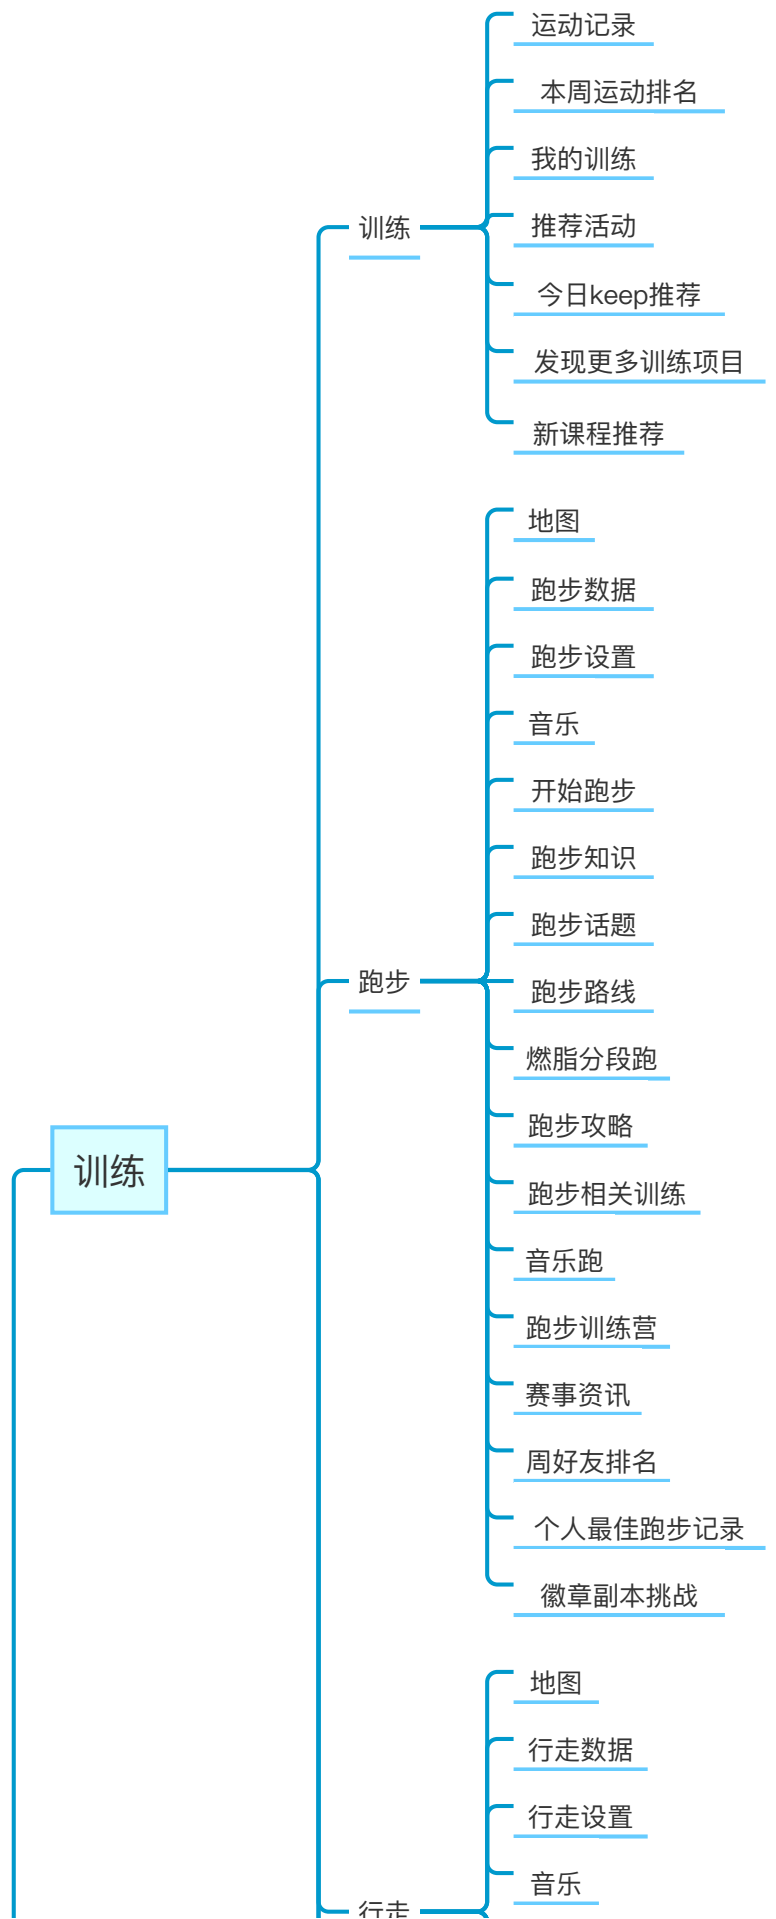 训练
训练
运动记录
本周运动排名
我的训练
推荐活动
今日keep推荐
发现更多训练项目
新课程推荐
跑步
地图
跑步数据
跑步设置
音乐
开始跑步
跑步知识
跑步话题
跑步路线
燃脂分段跑
跑步攻略
跑步相关训练
音乐跑
跑步训练营
赛事资讯
周好友排名
个人最佳跑步记录
徽章副本挑战
行走
地图
行走数据
行走设置
音乐